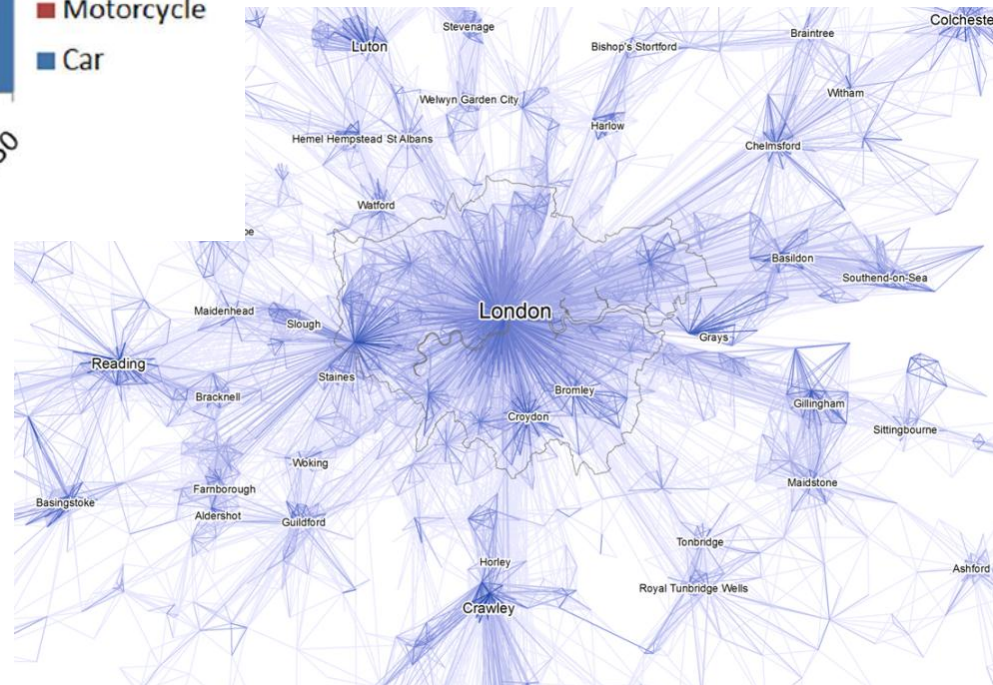 Motorcycle
Car
Colcheste
Stevenage
Braintree
Luton
Bishop's Stortford
Witham
Welwyn Garden City
Harlow
Hemel Hempstead St Albans
Chelmsford
Watford
Basildon
Southend-on-Sea
London
Maidenhead
Slough
Grays
Reading
Staines
Bromley
Bracknell
Gillingham
Croydon
Sittingbourne
Woking
Maidstone
Farnborough
Basingstoke
Aldershot
Guildford
Tonbridge
Horley
Ashford
Royal Tunbridge Wells
Crawley